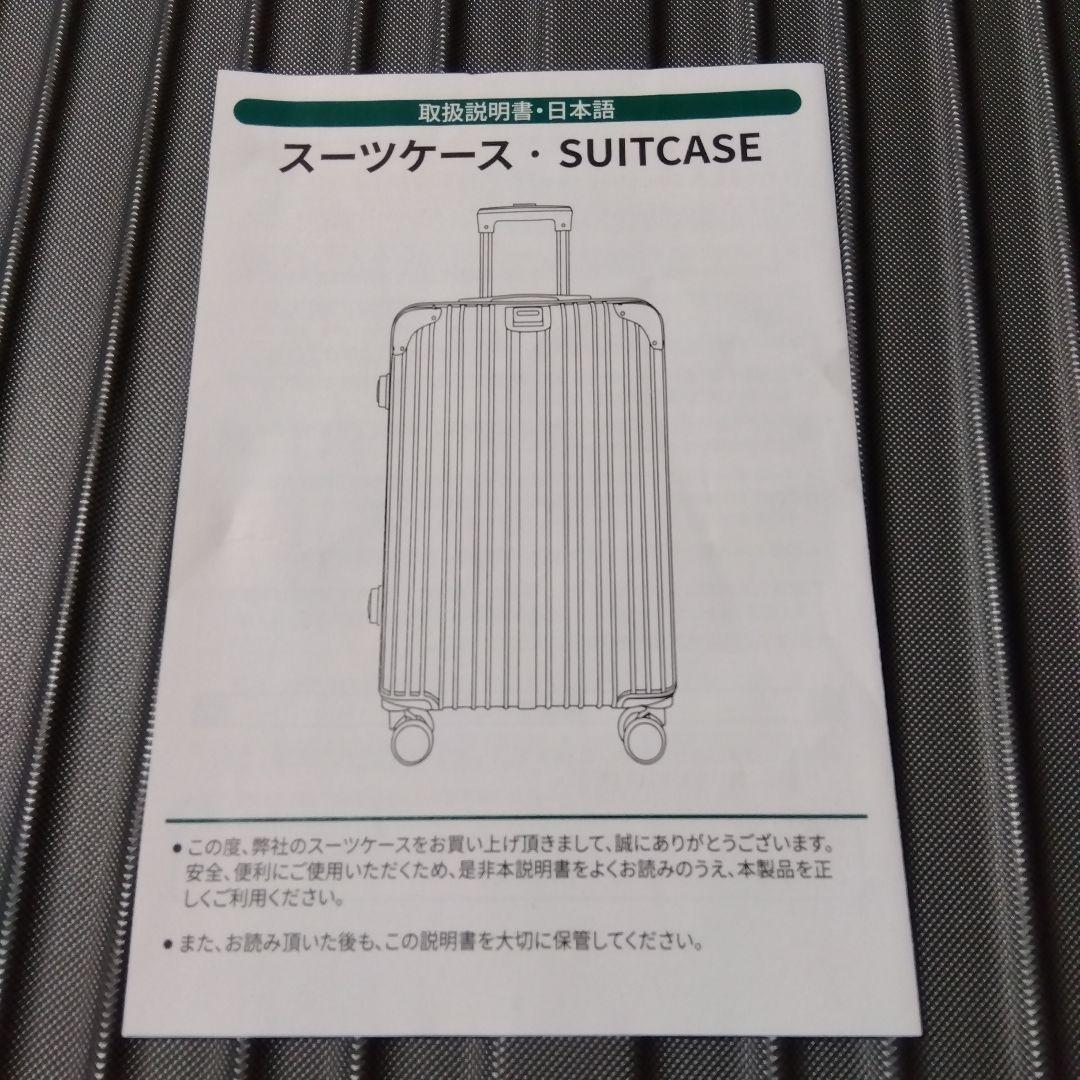 取扱説明書・日本語
スーツケース・SUITCASE
●この度、弊社のスーツケースをお買い上げ頂きまして、誠にありがとうございます。
安全、便利にご使用いただくため、是非本説明書をよくお読みのうえ、本製品を正
しくご利用ください。
●また、お読み頂いた後も、この説明書を大切に保管してください。